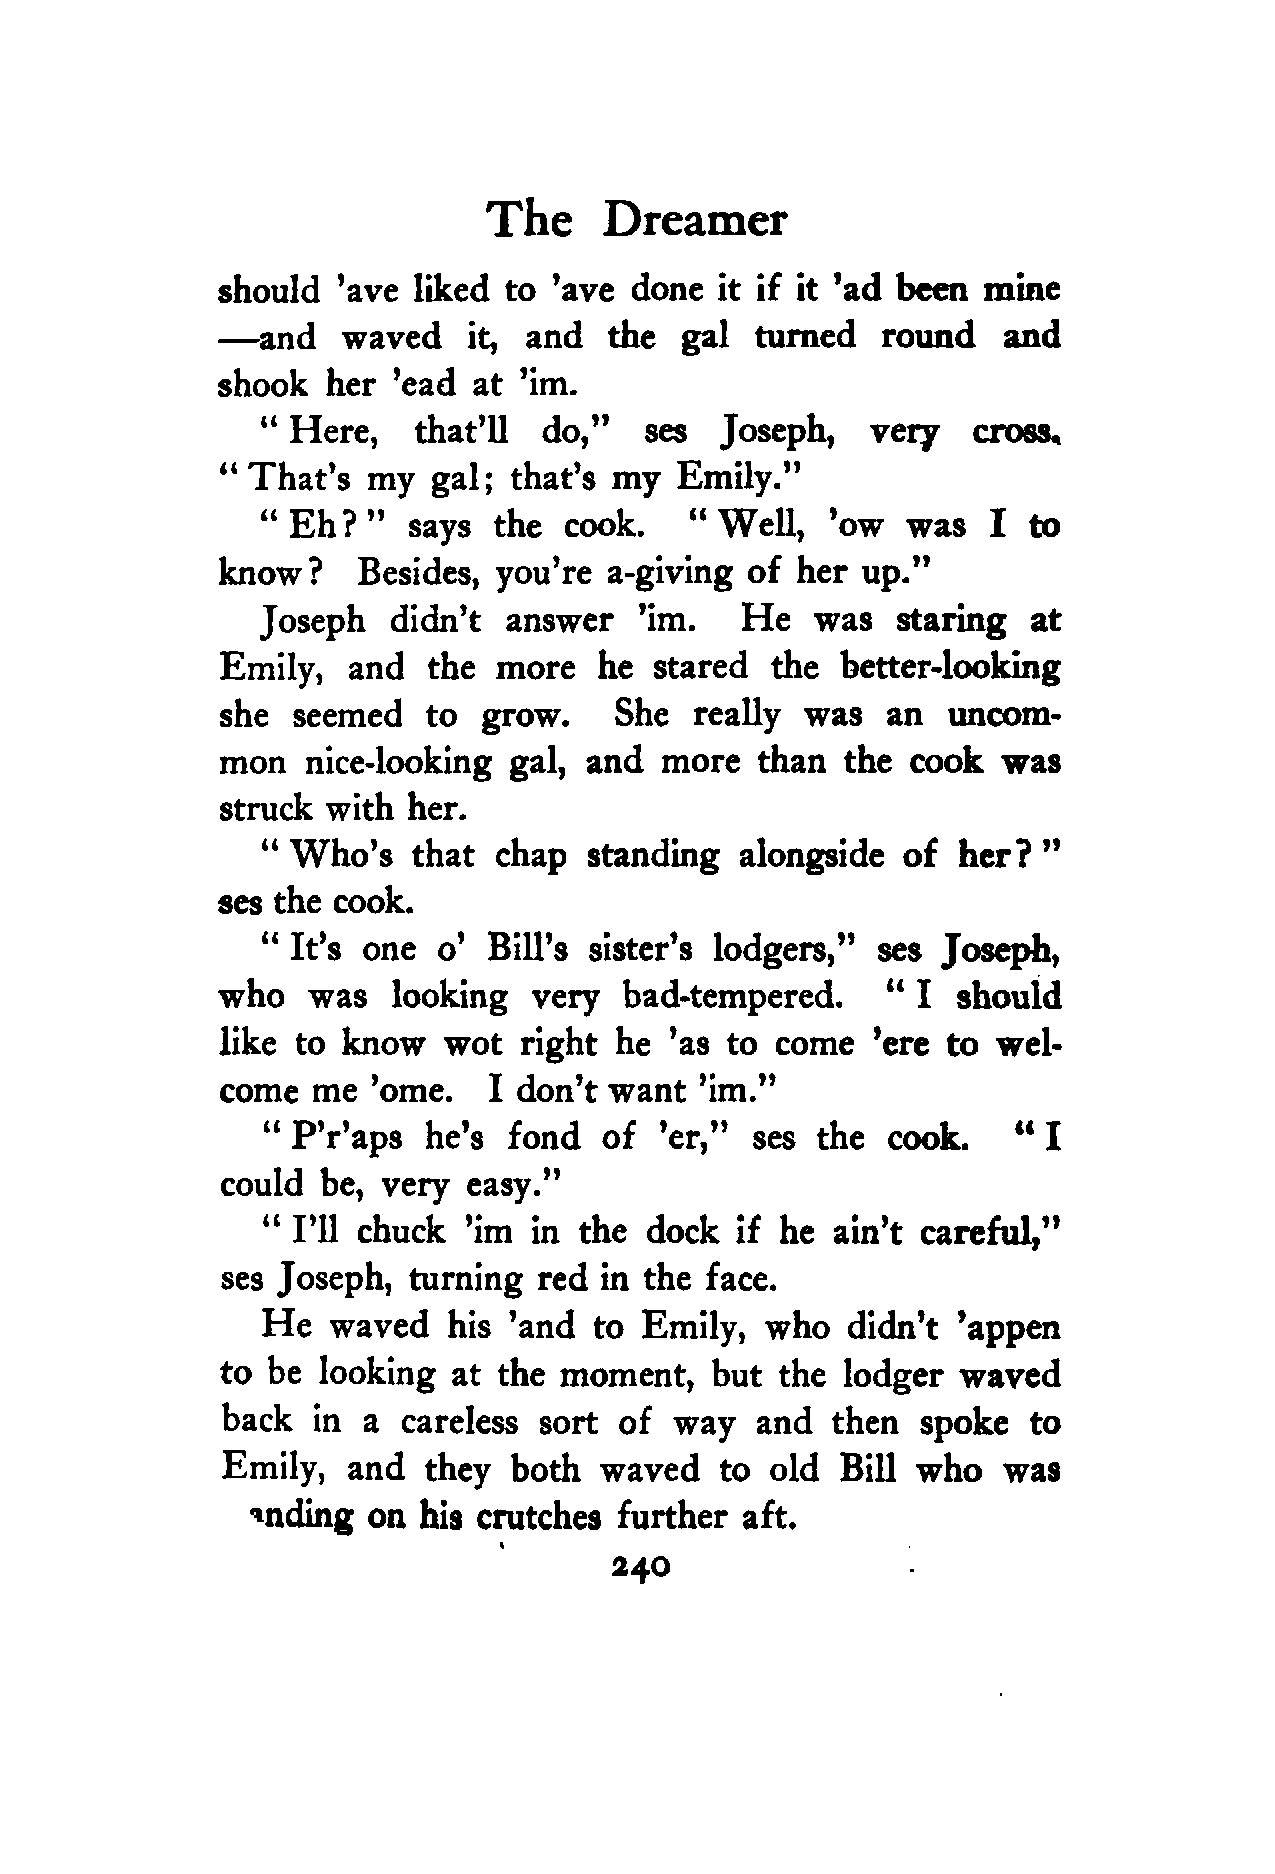 The Dreamer
should 'ave liked to 'ave done it if it 'ad been mine
—and waved it, and the gal turned round and
shook her 'ead at 'im.
“ Here, that'll do,” ses Joseph, very cross.
“ That's my gal; that's my Emily.”
“ Eh? ” says the cook. “ Well, 'ow was I to
know? Besides, you're a-giving of her up.”
Joseph didn't answer 'im. He was staring at
Emily, and the more he stared the better-looking
she seemed to grow. She really was an uncom-
mon nice-looking gal, and more than the cook was
struck with her.
“ Who's that chap standing alongside of her? ”
ses the cook.
“ It's one o' Bill's sister's lodgers,” ses Joseph,
who was looking very bad-tempered. “ I should
like to know wot right he 'as to come 'ere to wel-
come me 'ome. I don't want 'im.”
“ P'r'aps he's fond of 'er,” ses the cook. “ I
could be, very easy.”
“ I'll chuck 'im in the dock if he ain't careful,”
ses Joseph, turning red in the face.
He waved his 'and to Emily, who didn't 'appen
to be looking at the moment, but the lodger waved
back in a careless sort of way and then spoke to
Emily, and they both waved to old Bill who was
nding on his crutches further aft.
240